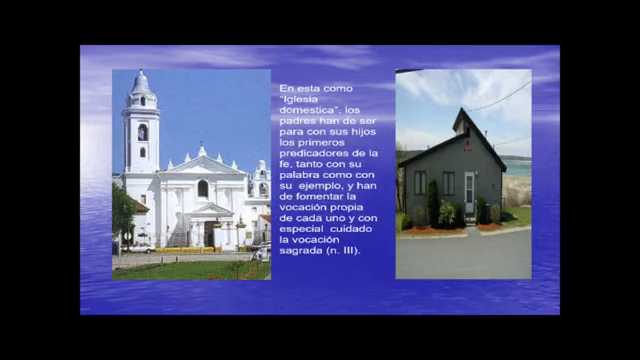 En esta como
"Iglesia
domestica", los
padres han de ser
para con sus hijos
los primeros
predicadores de la
fe, tanto con su
palabra como con
su ejemplo, y han
de fomentar la
vocación propia
de cada uno y con
especial cuidado
la vocación
sagrada (n. III).